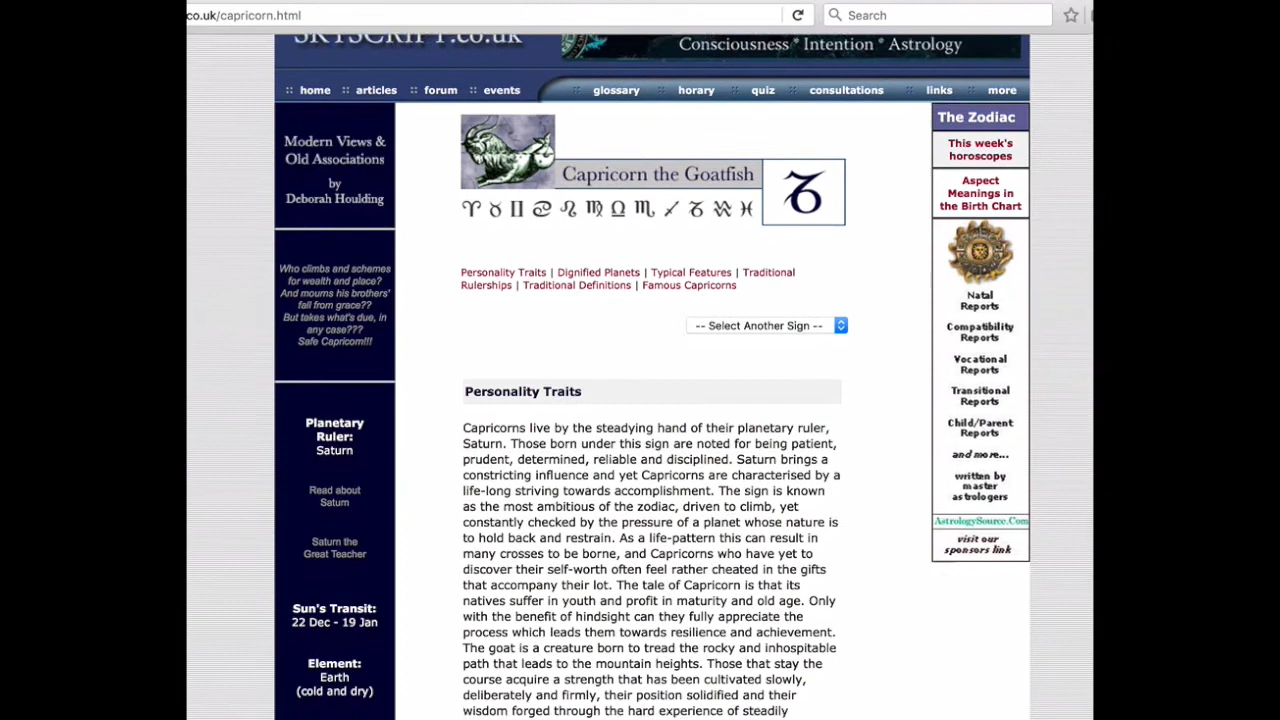 co.uk/capricorn.html
Search
SKYSCRIPT.co.uk
Consciousness * Intention * Astrology
:: home :: articles :: forum :: events :: glossary :: horary :: quiz :: consultations :: links :: more
Modern Views &
Old Associations
by
Deborah Houlding
Who climbs and schemes
for wealth and place?
And mourns his brothers'
fall from grace??
But takes what's due, in
any case???
Safe Capricorn!!!
Planetary
Ruler:
Saturn
Read about
Saturn
Saturn the
Great Teacher
Sun's Transit:
22 Dec - 19 Jan
Element:
Earth
(cold and dry)
Capricorn the Goatfish
♑
♈ ♉ ♊ ♋ ♌ ♍ ♎ ♏ ♐ ♑ ♒ ♓
Personality Traits | Dignified Planets | Typical Features | Traditional
Rulerships | Traditional Definitions | Famous Capricorns
-- Select Another Sign --
Personality Traits
Capricorns live by the steadying hand of their planetary ruler,
Saturn. Those born under this sign are noted for being patient,
prudent, determined, reliable and disciplined. Saturn brings a
constricting influence and yet Capricorns are characterised by a
life-long striving towards accomplishment. The sign is known
as the most ambitious of the zodiac, driven to climb, yet
constantly checked by the pressure of a planet whose nature is
to hold back and restrain. As a life-pattern this can result in
many crosses to be borne, and Capricorns who have yet to
discover their self-worth often feel rather cheated in the gifts
that accompany their lot. The tale of Capricorn is that its
natives suffer in youth and profit in maturity and old age. Only
with the benefit of hindsight can they fully appreciate the
process which leads them towards resilience and achievement.
The goat is a creature born to tread the rocky and inhospitable
path that leads to the mountain heights. Those that stay the
course acquire a strength that has been cultivated slowly,
deliberately and firmly, their position solidified and their
wisdom forged through the hard experience of steadily
The Zodiac
This week's
horoscopes
Aspect
Meanings in
the Birth Chart
Natal
Reports
Compatibility
Reports
Vocational
Reports
Transitional
Reports
Child/Parent
Reports
and more...
written by
master
astrologers
AstrologySource.Com
visit our
sponsors link